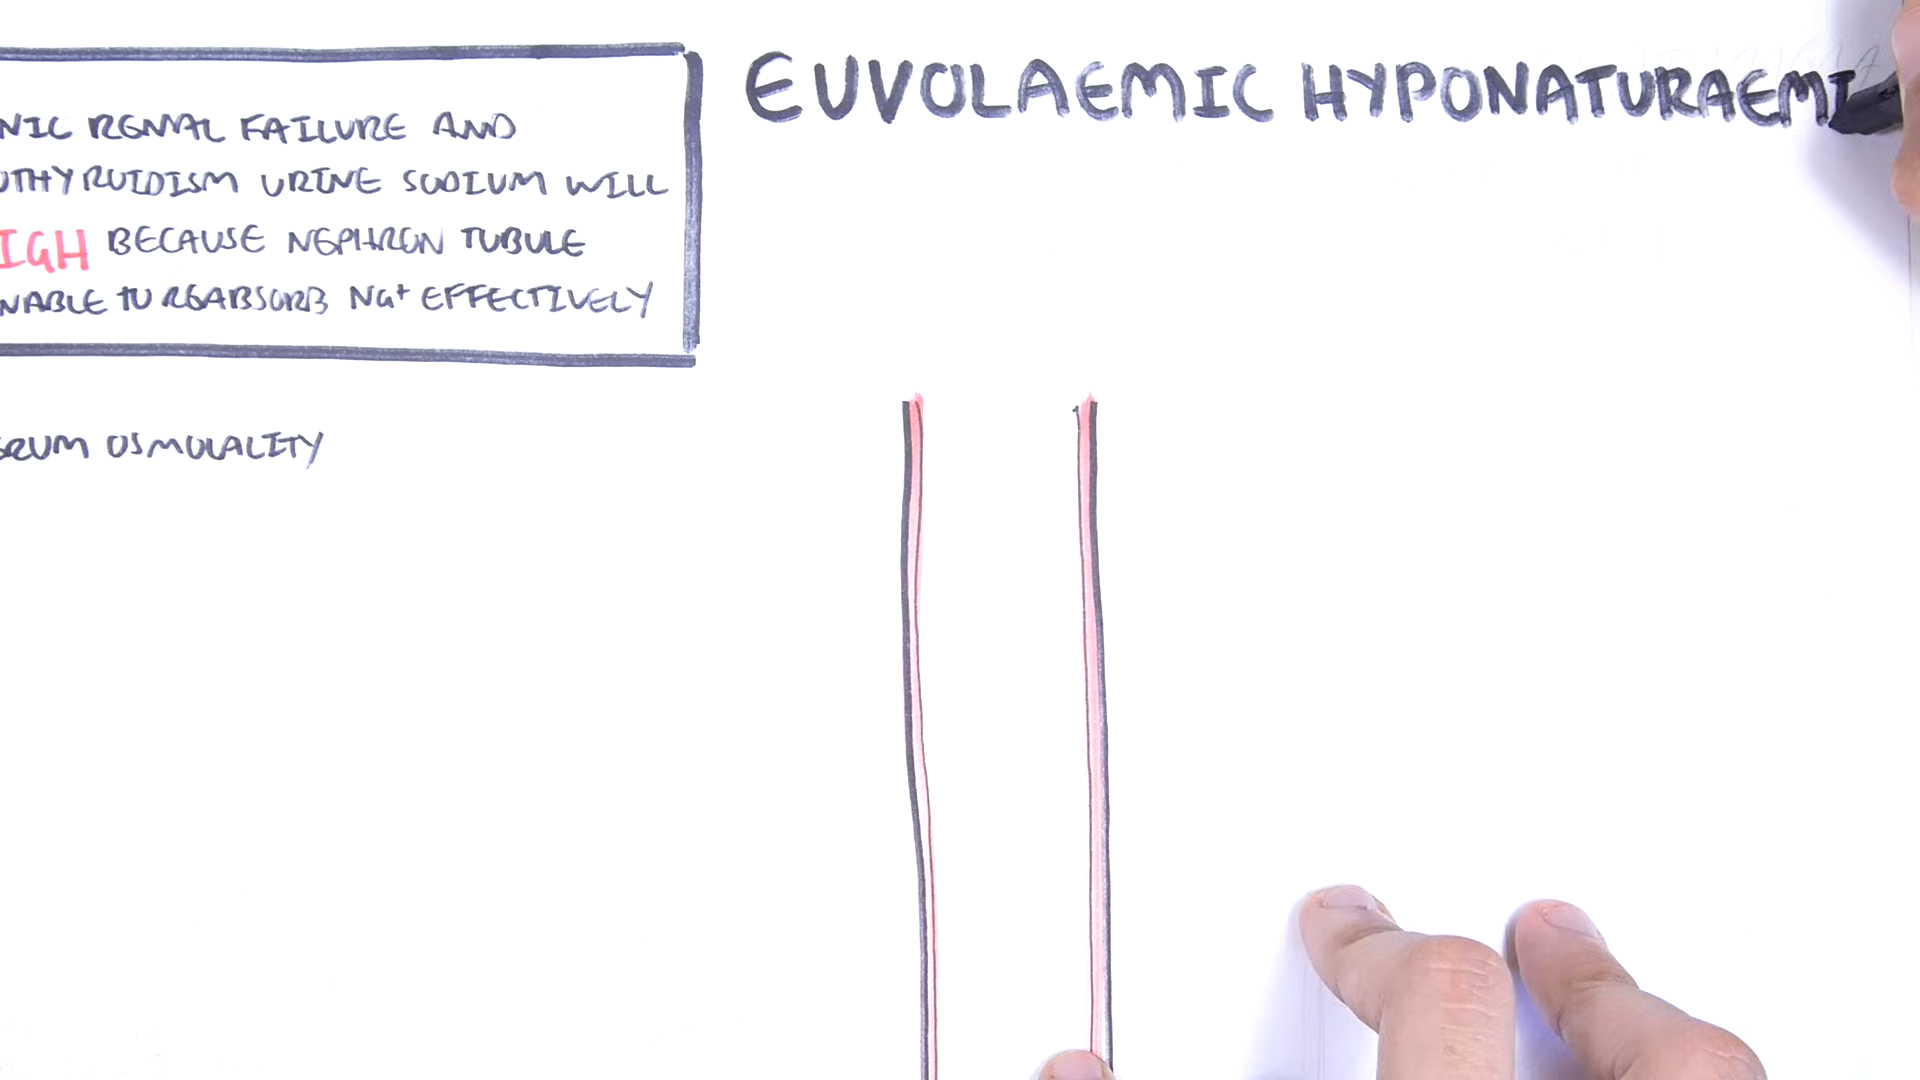 EUVOLAEMIC HYPONATURAEMI
NIC RENAL FAILURE AND
OTHYROIDISM URINE SODIUM WILL
IGH BECAUSE NEPHRON TUBULE
NABLE TO REABSORB Na+ EFFECTIVELY
ERUM OSMOLALITY